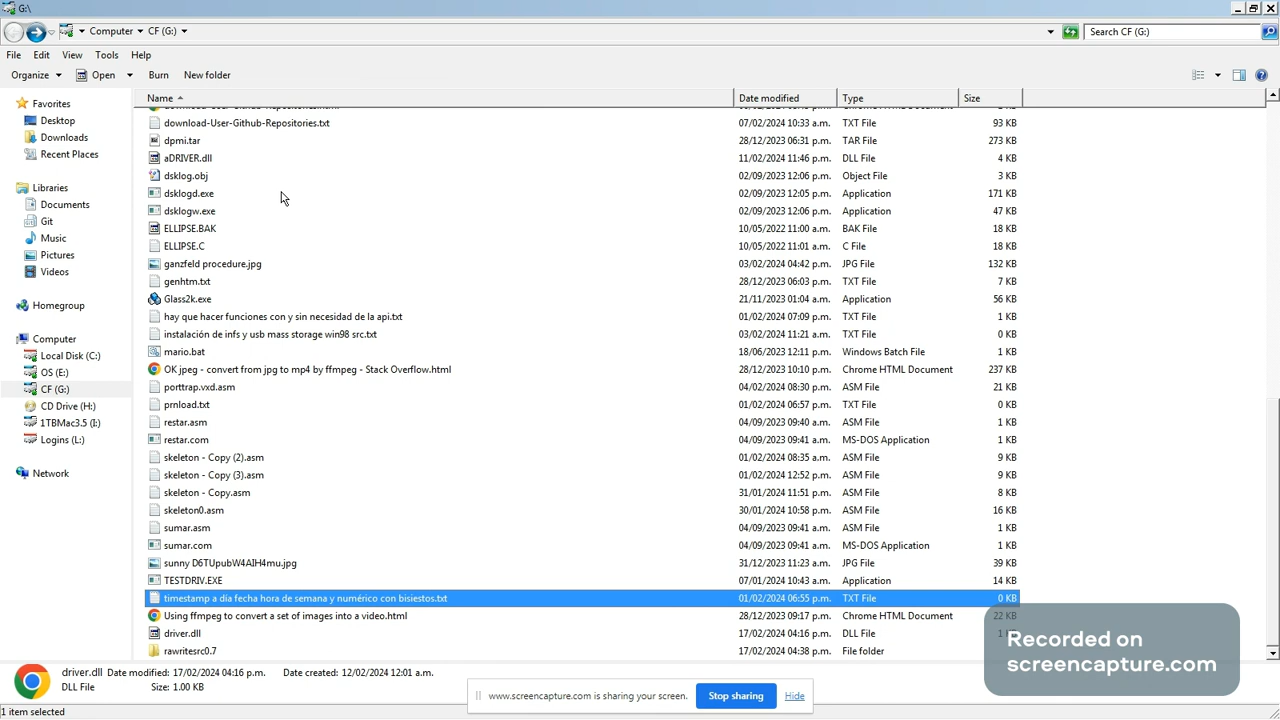 G:\
Computer CF (G:)
Search CF (G:)
File Edit View Tools Help
Organize Open Burn New folder
Name Date modified Type Size
Favorites
Desktop
Downloads
Recent Places
Libraries
Documents
Git
Music
Pictures
Videos
Homegroup
Computer
Local Disk (C:)
OS (E:)
CF (G:)
CD Drive (H:)
1TBMac3.5 (I:)
Logins (L:)
Network
download-User-Github-Repositories.txt 07/02/2024 10:33 a.m. TXT File 93 KB
dpmi.tar 28/12/2023 06:31 p.m. TAR File 273 KB
aDRIVER.dll 11/02/2024 11:46 p.m. DLL File 4 KB
dsklog.obj 02/09/2023 12:06 p.m. Object File 3 KB
dsklogd.exe 02/09/2023 12:05 p.m. Application 171 KB
dsklogw.exe 02/09/2023 12:06 p.m. Application 47 KB
ELLIPSE.BAK 10/05/2022 11:00 a.m. BAK File 18 KB
ELLIPSE.C 10/05/2022 11:01 a.m. C File 18 KB
ganzfeld procedure.jpg 03/02/2024 04:42 p.m. JPG File 132 KB
genhtm.txt 28/12/2023 06:03 p.m. TXT File 7 KB
Glass2k.exe 21/11/2023 01:04 a.m. Application 56 KB
hay que hacer funciones con y sin necesidad de la api.txt 01/02/2024 07:09 p.m. TXT File 1 KB
instalación de infs y usb mass storage win98 src.txt 03/02/2024 11:21 a.m. TXT File 0 KB
mario.bat 18/06/2023 12:11 p.m. Windows Batch File 1 KB
OK jpeg - convert from jpg to mp4 by ffmpeg - Stack Overflow.html 28/12/2023 10:10 p.m. Chrome HTML Document 237 KB
porttrap.vxd.asm 04/02/2024 08:30 p.m. ASM File 21 KB
prnload.txt 01/02/2024 06:57 p.m. TXT File 0 KB
restar.asm 04/09/2023 09:40 a.m. ASM File 1 KB
restar.com 04/09/2023 09:41 a.m. MS-DOS Application 1 KB
skeleton - Copy (2).asm 01/02/2024 08:35 a.m. ASM File 9 KB
skeleton - Copy (3).asm 01/02/2024 12:52 p.m. ASM File 9 KB
skeleton - Copy.asm 31/01/2024 11:51 p.m. ASM File 8 KB
skeleton0.asm 30/01/2024 10:58 p.m. ASM File 16 KB
sumar.asm 04/09/2023 09:41 a.m. ASM File 1 KB
sumar.com 04/09/2023 09:41 a.m. MS-DOS Application 1 KB
sunny D6TUpubW4AIH4mu.jpg 31/12/2023 11:23 a.m. JPG File 39 KB
TESTDRIV.EXE 07/01/2024 10:43 a.m. Application 14 KB
timestamp a día fecha hora de semana y numérico con bisiestos.txt 01/02/2024 06:55 p.m. TXT File 0 KB
Using ffmpeg to convert a set of images into a video.html 28/12/2023 09:17 p.m. Chrome HTML Document 22 KB
driver.dll 17/02/2024 04:16 p.m. DLL File 1 KB
rawritesrc0.7 17/02/2024 04:38 p.m. File folder
Recorded on
screencapture.com
driver.dll Date modified: 17/02/2024 04:16 p.m. Date created: 12/02/2024 12:01 a.m.
DLL File Size: 1.00 KB
www.screencapture.com is sharing your screen. Stop sharing Hide
1 item selected